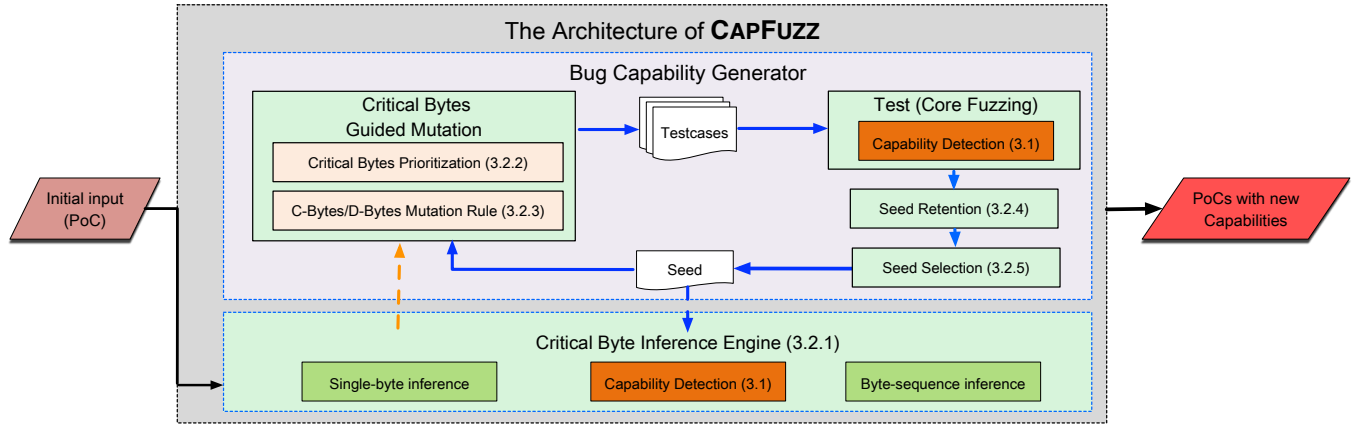 The Architecture of CAPFUZZ
Bug Capability Generator
Critical Bytes
Guided Mutation
Critical Bytes Prioritization (3.2.2)
C-Bytes/D-Bytes Mutation Rule (3.2.3)
Testcases
Test (Core Fuzzing)
Capability Detection (3.1)
Seed Retention (3.2.4)
Seed Selection (3.2.5)
Seed
Initial input
(PoC)
PoCs with new
Capabilities
Critical Byte Inference Engine (3.2.1)
Single-byte inference
Capability Detection (3.1)
Byte-sequence inference